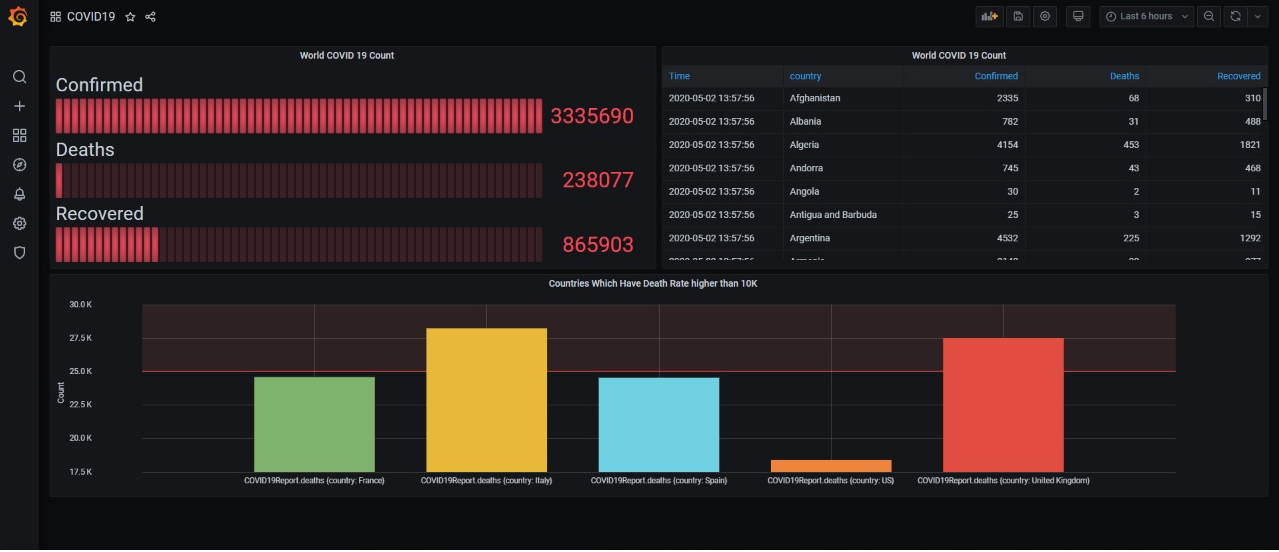 COVID19
Last 6 hours
World COVID 19 Count
Confirmed
3335690
Deaths
238077
Recovered
865903
World COVID 19 Count
Time country Confirmed Deaths Recovered
2020-05-02 13:57:56 Afghanistan 2335 68 310
2020-05-02 13:57:56 Albania 782 31 488
2020-05-02 13:57:56 Algeria 4154 453 1821
2020-05-02 13:57:56 Andorra 745 43 468
2020-05-02 13:57:56 Angola 30 2 11
2020-05-02 13:57:56 Antigua and Barbuda 25 3 15
2020-05-02 13:57:56 Argentina 4532 225 1292
Countries Which Have Death Rate higher than 10K
Count
30.0 K
27.5 K
25.0 K
22.5 K
20.0 K
17.5 K
COVID19Report.deaths {country: France} COVID19Report.deaths {country: Italy} COVID19Report.deaths {country: Spain} COVID19Report.deaths {country: US} COVID19Report.deaths {country: United Kingdom}